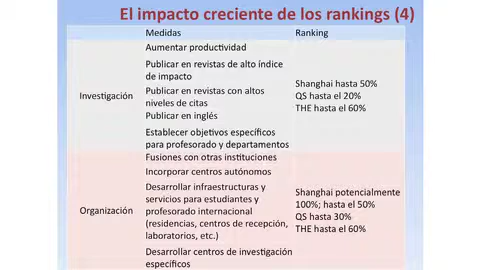 El impacto creciente de los rankings (4)
Medidas Ranking
Aumentar productividad
Publicar en revistas de alto índice
de impacto
Publicar en revistas con altos
niveles de citas
Publicar en inglés
Establecer objetivos específicos
para profesorado y departamentos
Investigación
Shanghai hasta 50%
QS hasta el 20%
THE hasta el 60%
Fusiones con otras instituciones
Incorporar centros autónomos
Desarrollar infraestructuras y
servicios para estudiantes y
profesorado internacional
(residencias, centros de recepción,
laboratorios, etc.)
Desarrollar centros de investigación
específicos
Organización
Shanghai potencialmente
100%; hasta el 50%
QS hasta 30%
THE hasta el 60%